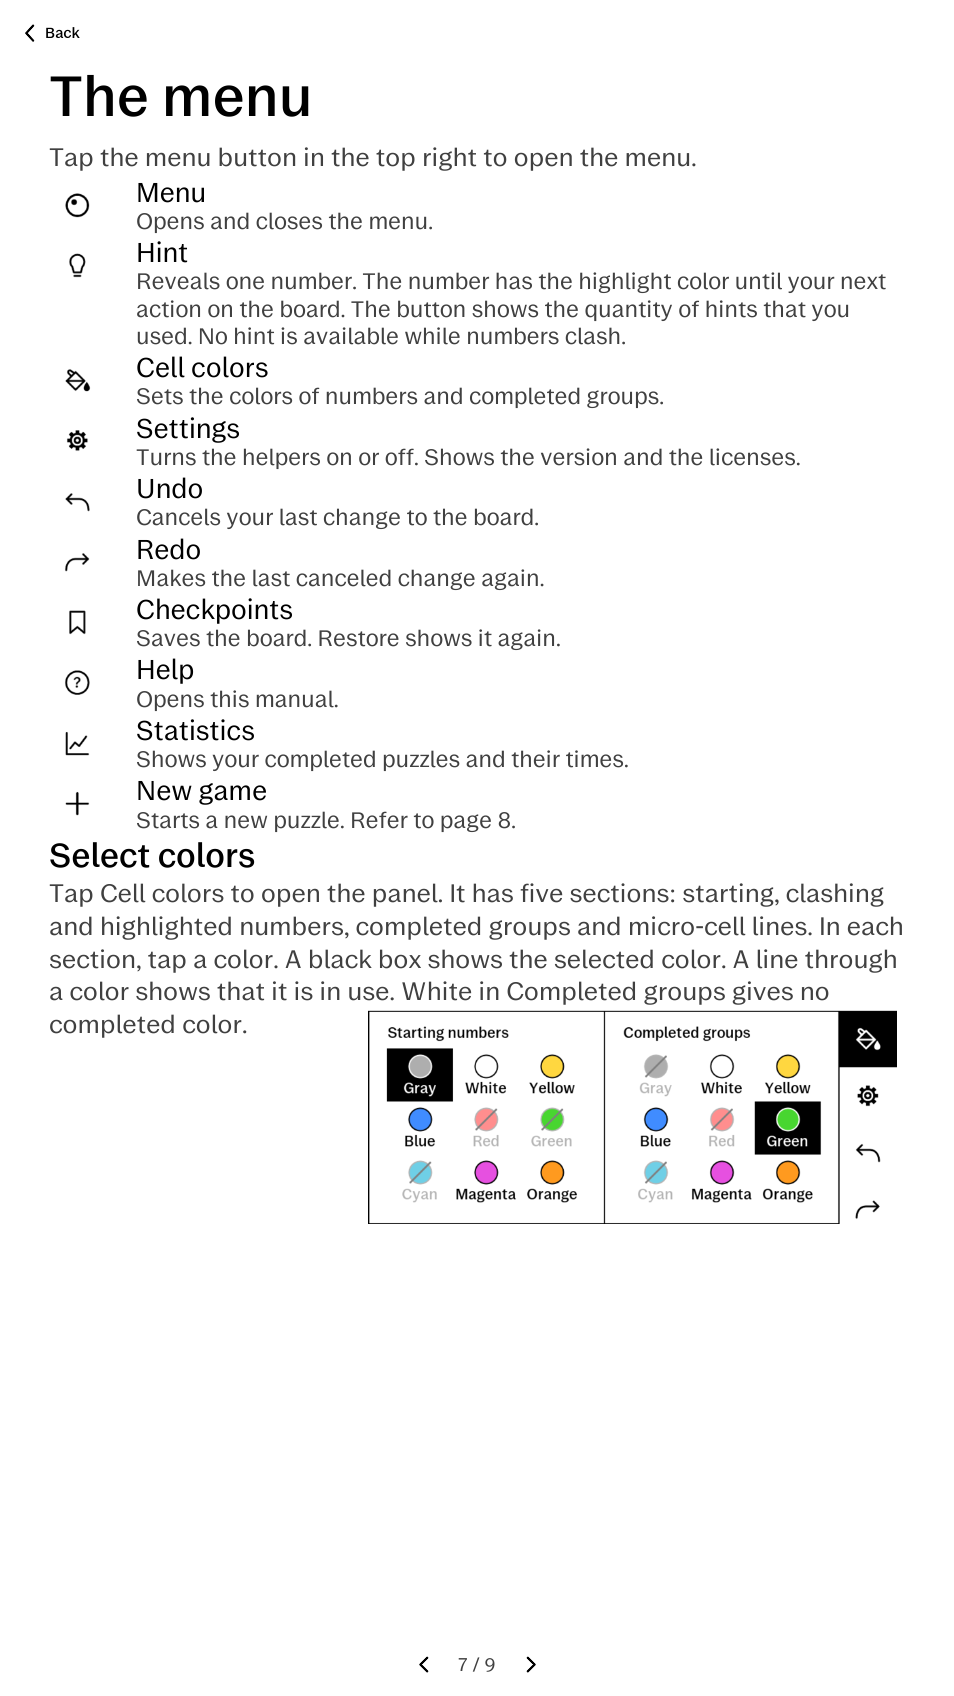 Back
The menu
Tap the menu button in the top right to open the menu.
Menu
Opens and closes the menu.
Hint
Reveals one number. The number has the highlight color until your next
action on the board. The button shows the quantity of hints that you
used. No hint is available while numbers clash.
Cell colors
Sets the colors of numbers and completed groups.
Settings
Turns the helpers on or off. Shows the version and the licenses.
Undo
Cancels your last change to the board.
Redo
Makes the last canceled change again.
Checkpoints
Saves the board. Restore shows it again.
Help
Opens this manual.
Statistics
Shows your completed puzzles and their times.
New game
Starts a new puzzle. Refer to page 8.
Select colors
Tap Cell colors to open the panel. It has five sections: starting, clashing
and highlighted numbers, completed groups and micro-cell lines. In each
section, tap a color. A black box shows the selected color. A line through
a color shows that it is in use. White in Completed groups gives no
completed color.
Starting numbers
Gray White Yellow
Blue Red Green
Cyan Magenta Orange
Completed groups
Gray White Yellow
Blue Red Green
Cyan Magenta Orange
7 / 9